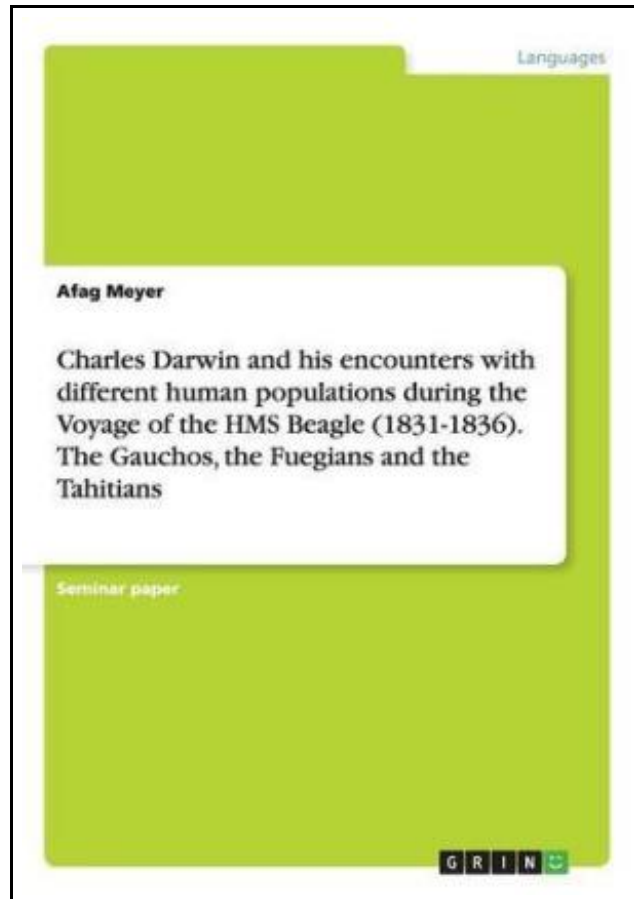 Languages
Afag Meyer
Charles Darwin and his encounters with
different human populations during the
Voyage of the HMS Beagle (1831-1836).
The Gauchos, the Fuegians and the
Tahitians
Seminar paper
GRIN